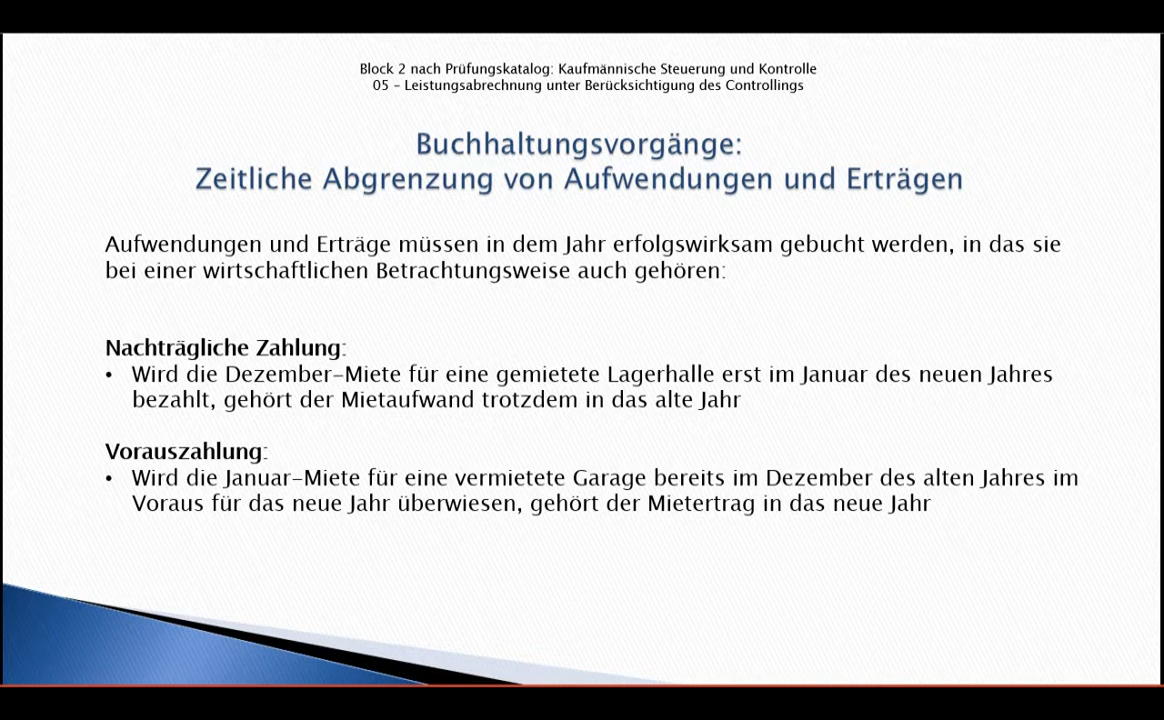 Block 2 nach Prüfungskatalog: Kaufmännische Steuerung und Kontrolle
05 – Leistungsabrechnung unter Berücksichtigung des Controllings
Buchhaltungsvorgänge:
Zeitliche Abgrenzung von Aufwendungen und Erträgen
Aufwendungen und Erträge müssen in dem Jahr erfolgswirksam gebucht werden, in das sie
bei einer wirtschaftlichen Betrachtungsweise auch gehören:
Nachträgliche Zahlung:
• Wird die Dezember-Miete für eine gemietete Lagerhalle erst im Januar des neuen Jahres
bezahlt, gehört der Mietaufwand trotzdem in das alte Jahr
Vorauszahlung:
• Wird die Januar-Miete für eine vermietete Garage bereits im Dezember des alten Jahres im
Voraus für das neue Jahr überwiesen, gehört der Mietertrag in das neue Jahr